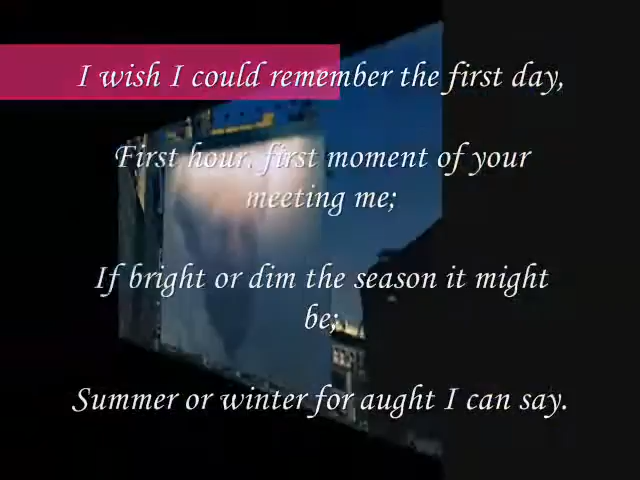 I wish I could remember the first day,
First hour. first moment of your
meeting me;
If bright or dim the season it might
be;
Summer or winter for aught I can say.